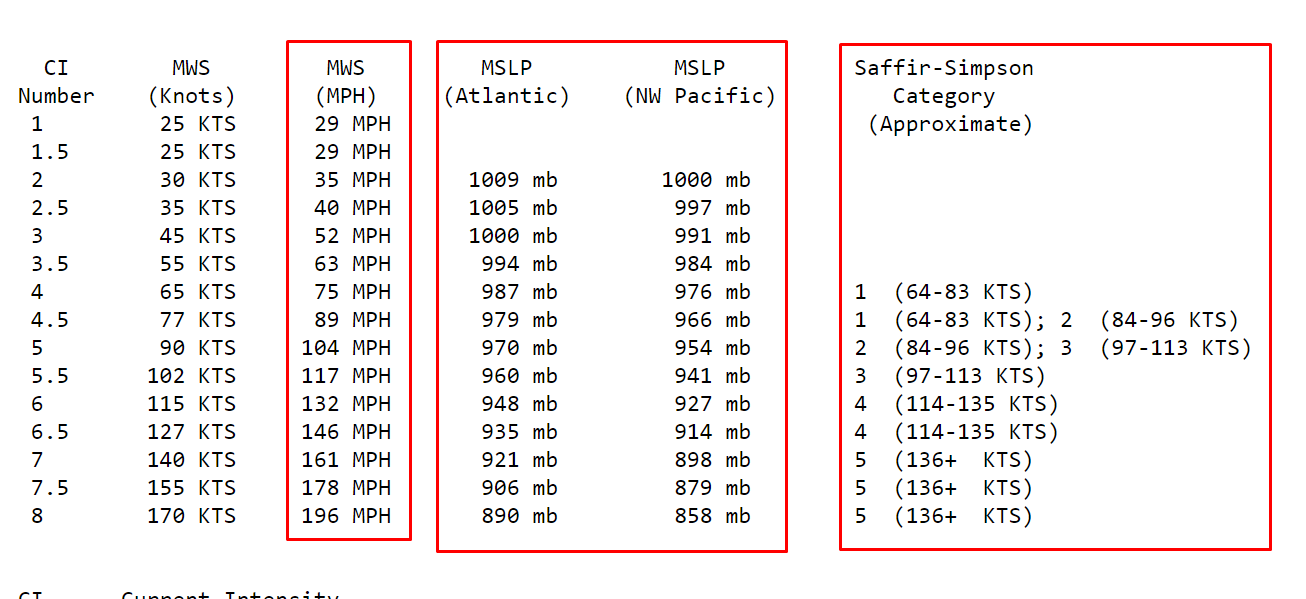 CI MWS MWS MSLP MSLP Saffir-Simpson
Number (Knots) (MPH) (Atlantic) (NW Pacific) Category
1 25 KTS 29 MPH (Approximate)
1.5 25 KTS 29 MPH
2 30 KTS 35 MPH 1009 mb 1000 mb
2.5 35 KTS 40 MPH 1005 mb 997 mb
3 45 KTS 52 MPH 1000 mb 991 mb
3.5 55 KTS 63 MPH 994 mb 984 mb
4 65 KTS 75 MPH 987 mb 976 mb 1 (64-83 KTS)
4.5 77 KTS 89 MPH 979 mb 966 mb 1 (64-83 KTS); 2 (84-96 KTS)
5 90 KTS 104 MPH 970 mb 954 mb 2 (84-96 KTS); 3 (97-113 KTS)
5.5 102 KTS 117 MPH 960 mb 941 mb 3 (97-113 KTS)
6 115 KTS 132 MPH 948 mb 927 mb 4 (114-135 KTS)
6.5 127 KTS 146 MPH 935 mb 914 mb 4 (114-135 KTS)
7 140 KTS 161 MPH 921 mb 898 mb 5 (136+ KTS)
7.5 155 KTS 178 MPH 906 mb 879 mb 5 (136+ KTS)
8 170 KTS 196 MPH 890 mb 858 mb 5 (136+ KTS)
CI Current Intensity